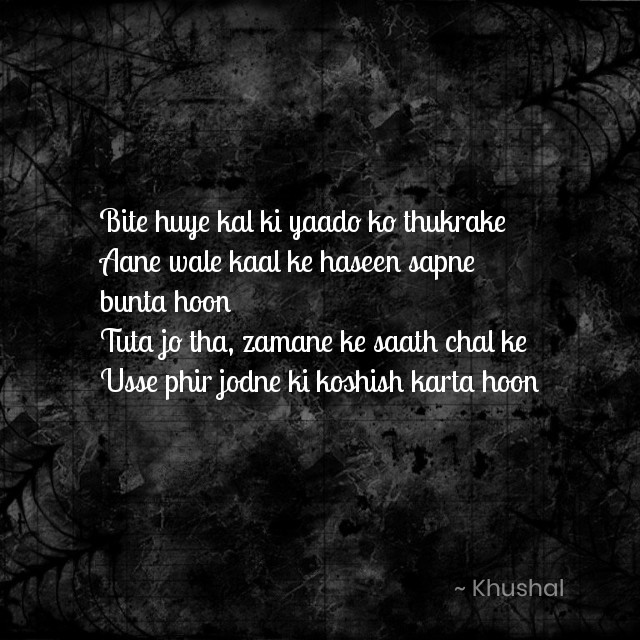 Bite huye kal ki yaado ko thukrake
Aane wale kaal ke haseen sapne
bunta hoon
Tuta jo tha, zamane ke saath chal ke
Usse phir jodne ki koshish karta hoon
~ Khushal